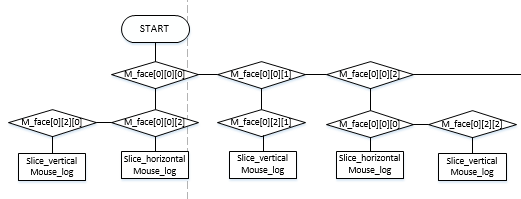 START
M_face[0][0][0]
M_face[0][0][1]
M_face[0][0][2]
M_face[0][2][0]
M_face[0][0][2]
M_face[0][2][1]
M_face[0][0][0]
M_face[0][2][2]
Slice_vertical
Mouse_log
Slice_horizontal
Mouse_log
Slice_vertical
Mouse_log
Slice_horizontal
Mouse_log
Slice_vertical
Mouse_log